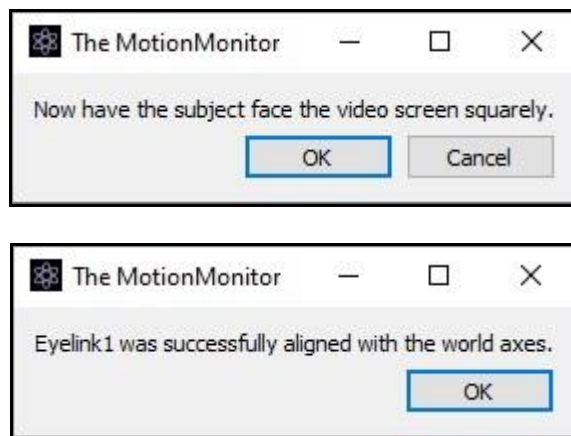 The MotionMonitor
Now have the subject face the video screen squarely.
OK Cancel
The MotionMonitor
Eyelink1 was successfully aligned with the world axes.
OK